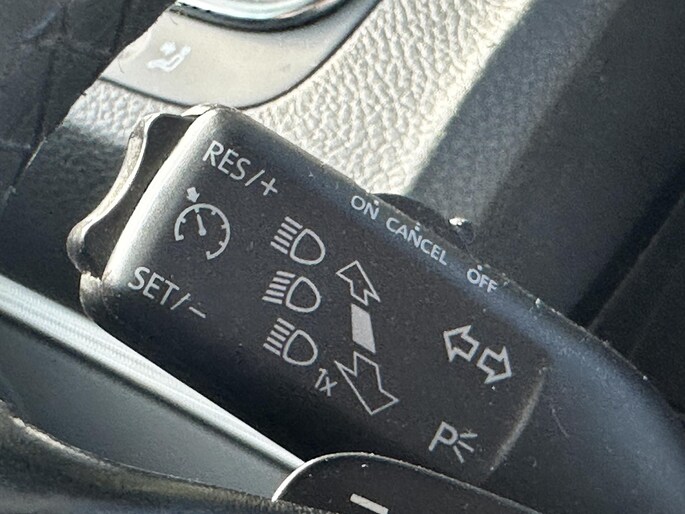 RES/+
ON CANCEL OFF
SET/-
1x
P